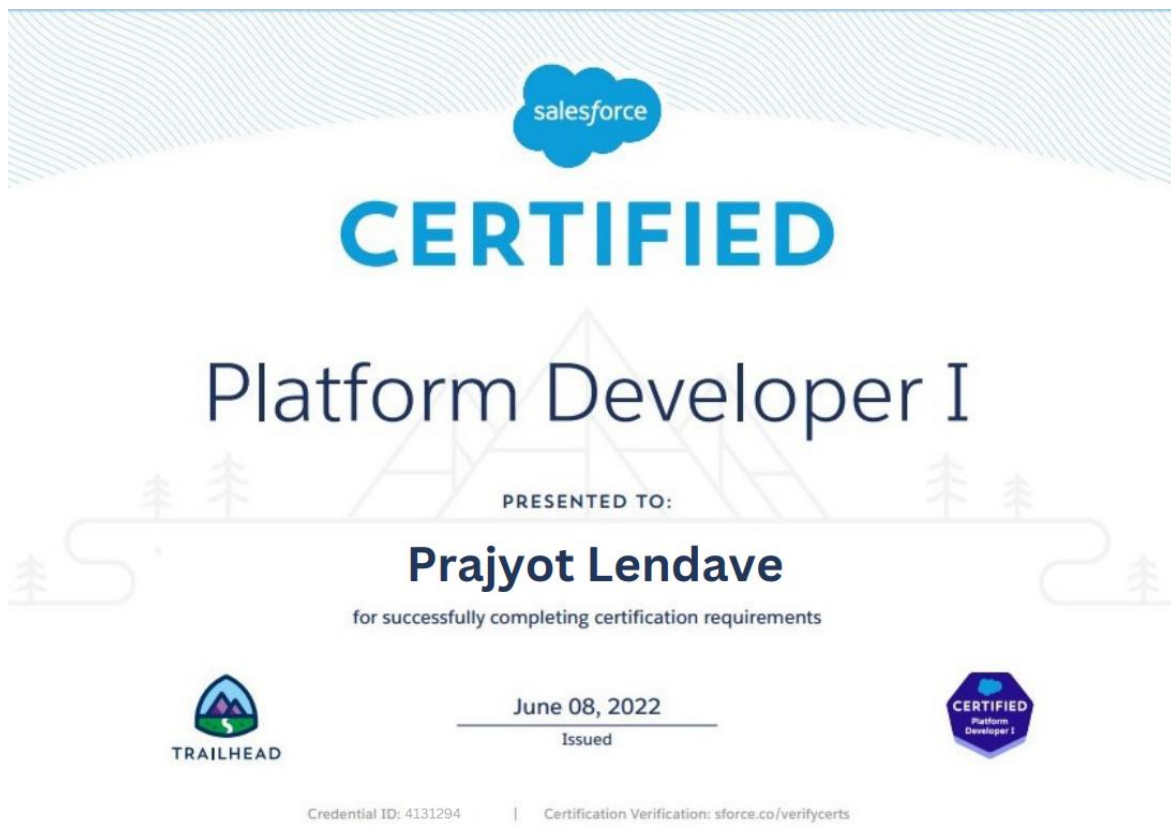 salesforce
CERTIFIED
Platform Developer I
PRESENTED TO:
Prajyot Lendave
for successfully completing certification requirements
TRAILHEAD
June 08, 2022
Issued
CERTIFIED
Platform
Developer I
Credential ID: 4131294 | Certification Verification: sforce.co/verifycerts